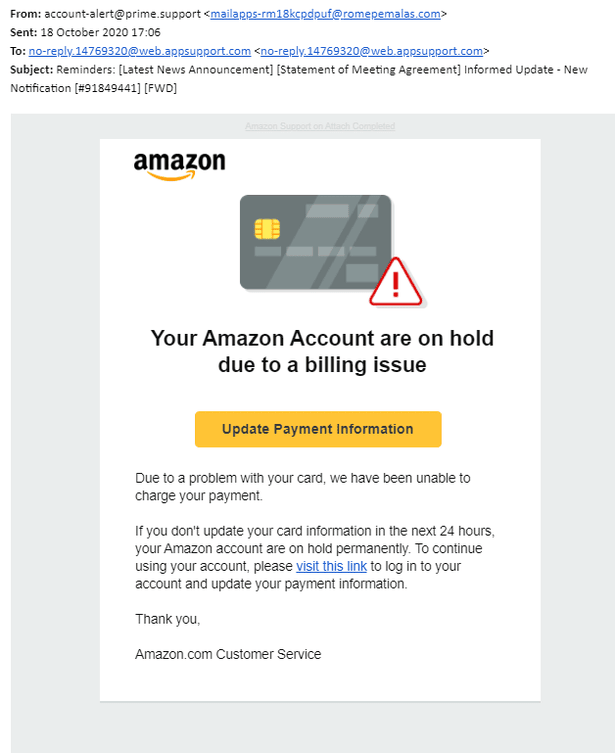 From: account-alert@prime.support <mailapps-rm18kcpdpuf@romepemalas.com>
Sent: 18 October 2020 17:06
To: no-reply.14769320@web.appsupport.com <no-reply.14769320@web.appsupport.com>
Subject: Reminders: [Latest News Announcement] [Statement of Meeting Agreement] Informed Update - New
Notification [#91849441] [FWD]
Amazon Support on Attach Completed
amazon
Your Amazon Account are on hold
due to a billing issue
Update Payment Information
Due to a problem with your card, we have been unable to
charge your payment.
If you don't update your card information in the next 24 hours,
your Amazon account are on hold permanently. To continue
using your account, please visit this link to log in to your
account and update your payment information.
Thank you,
Amazon.com Customer Service